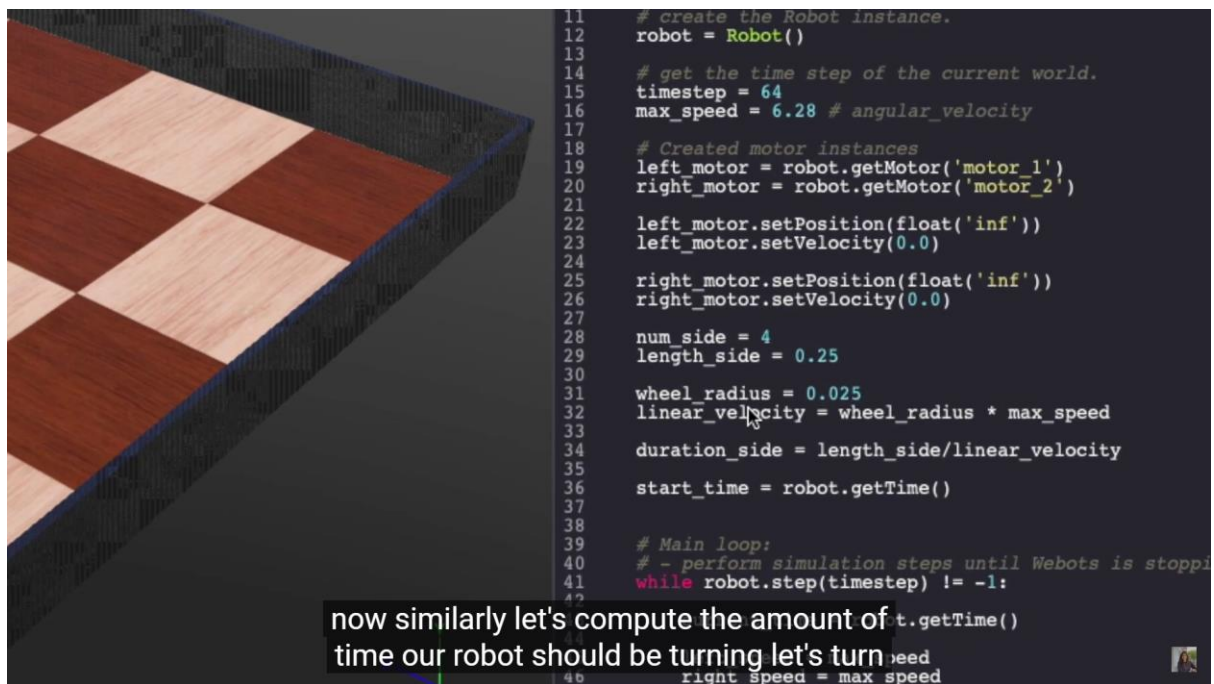 11 # create the Robot instance.
12 robot = Robot()
13
14 # get the time step of the current world.
15 timestep = 64
16 max_speed = 6.28 # angular_velocity
17
18 # Created motor instances
19 left_motor = robot.getMotor('motor_1')
20 right_motor = robot.getMotor('motor_2')
21
22 left_motor.setPosition(float('inf'))
23 left_motor.setVelocity(0.0)
24
25 right_motor.setPosition(float('inf'))
26 right_motor.setVelocity(0.0)
27
28 num_side = 4
29 length_side = 0.25
30
31 wheel_radius = 0.025
32 linear_velocity = wheel_radius * max_speed
33
34 duration_side = length_side/linear_velocity
35
36 start_time = robot.getTime()
37
38
39 # Main loop:
40 # - perform simulation steps until Webots is stoppi
41 while robot.step(timestep) != -1:
42
t.getTime()
peed
46 right_speed = max_speed
now similarly let's compute the amount of
time our robot should be turning let's turn